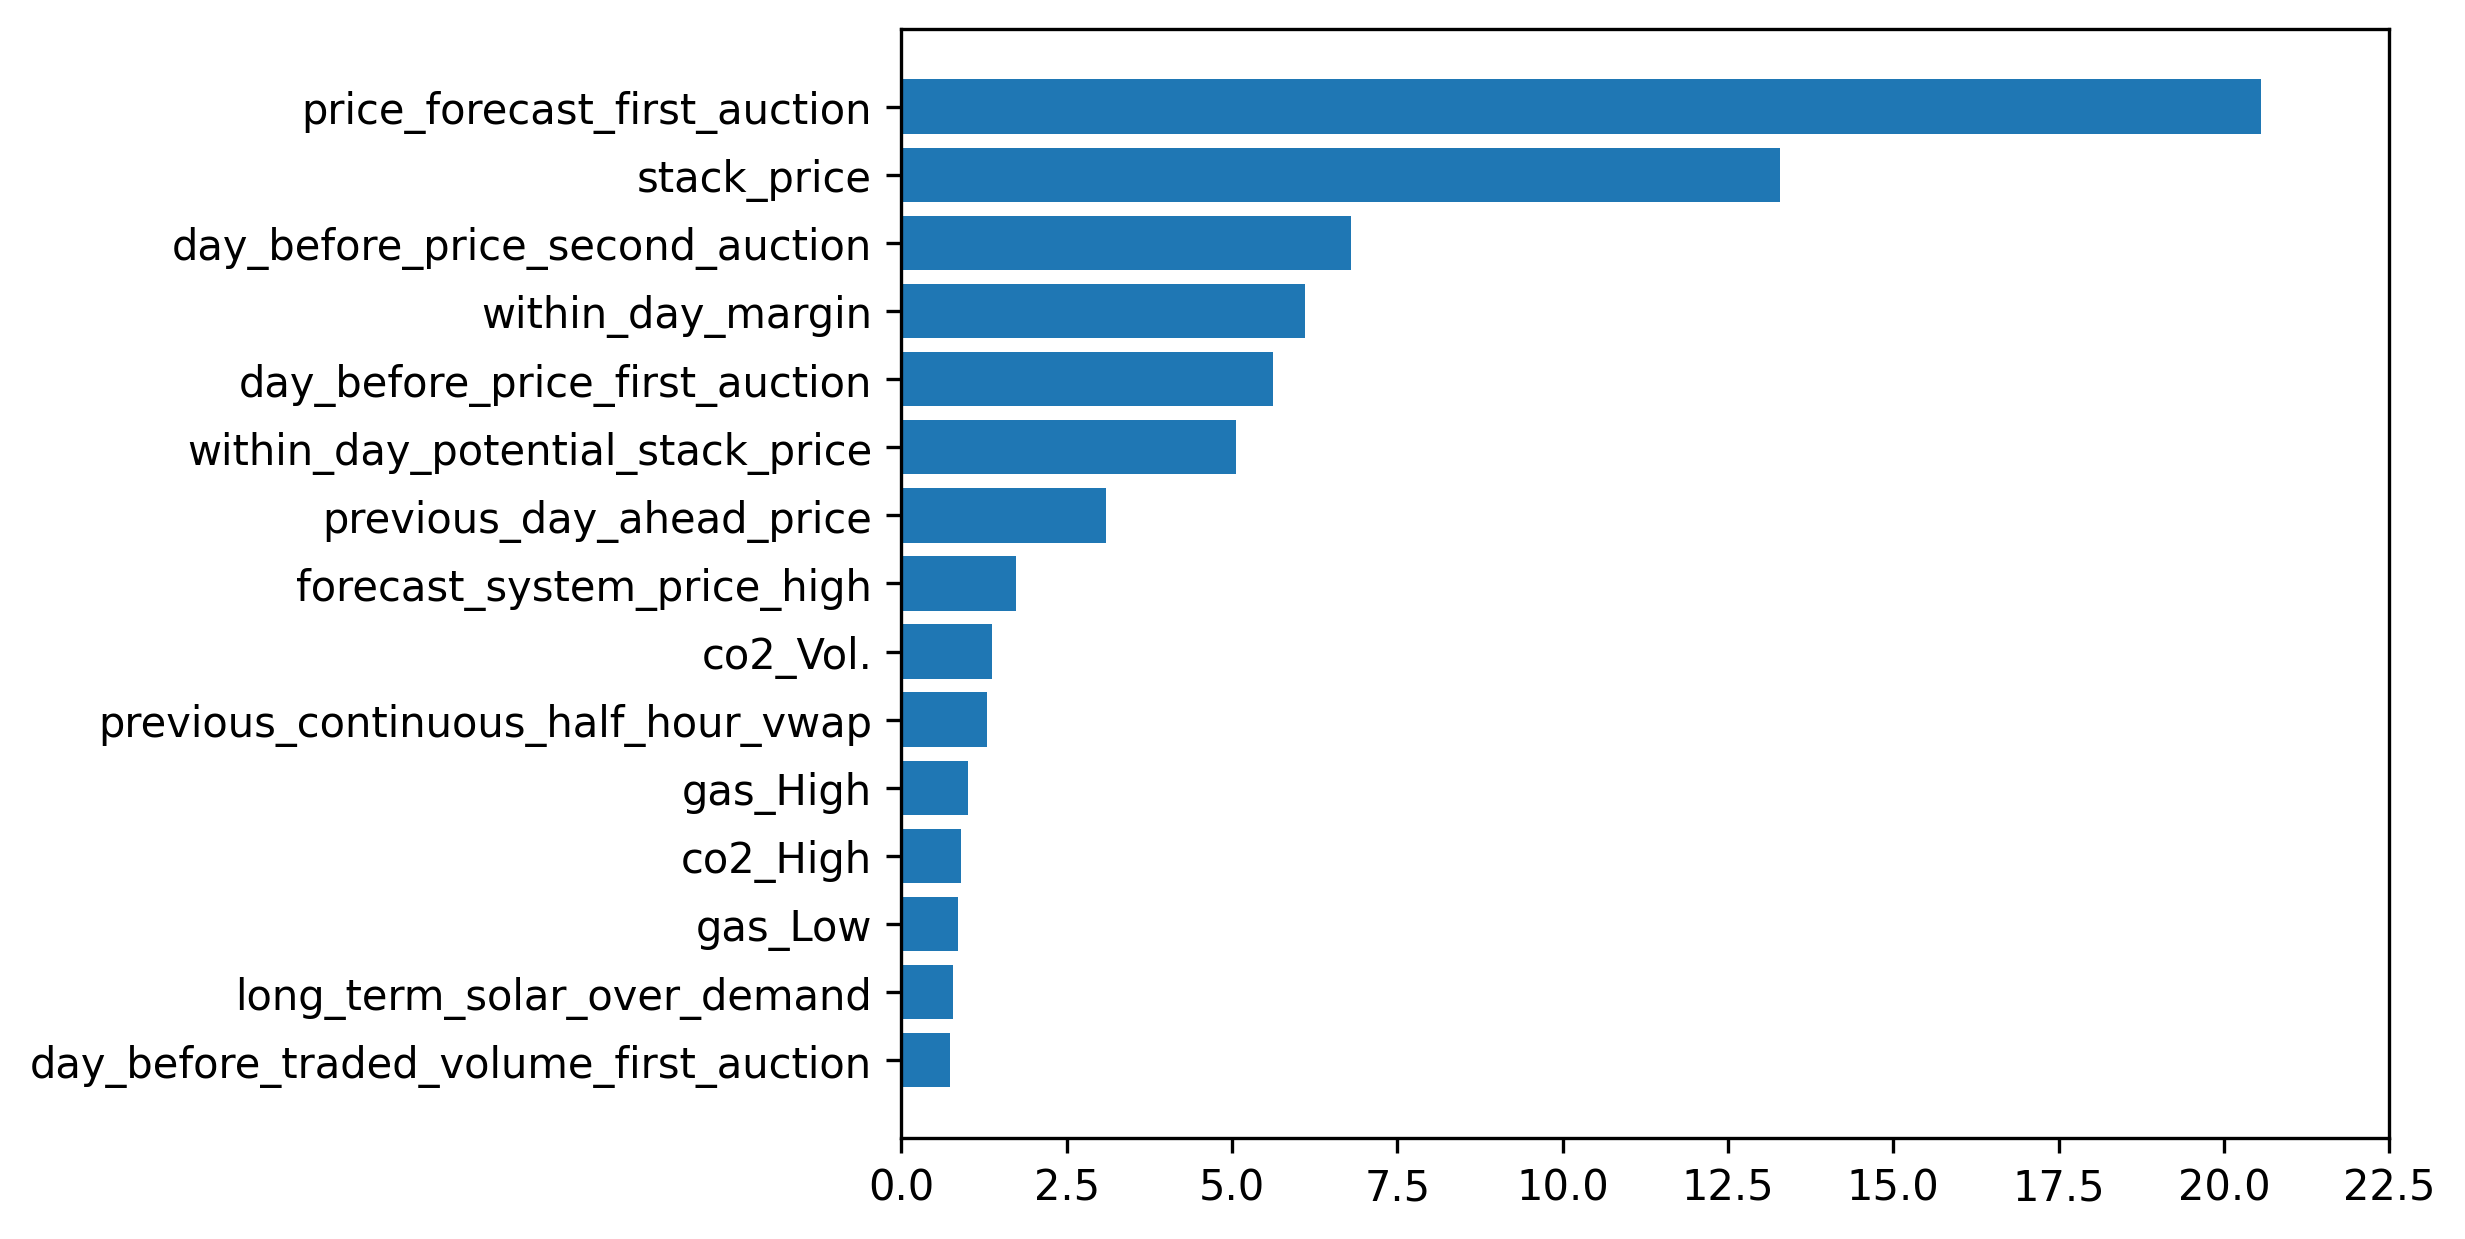 price_forecast_first_auction
stack_price
day_before_price_second_auction
within_day_margin
day_before_price_first_auction
within_day_potential_stack_price
previous_day_ahead_price
forecast_system_price_high
co2_Vol.
previous_continuous_half_hour_vwap
gas_High
co2_High
gas_Low
long_term_solar_over_demand
day_before_traded_volume_first_auction
0.0 2.5 5.0 7.5 10.0 12.5 15.0 17.5 20.0 22.5